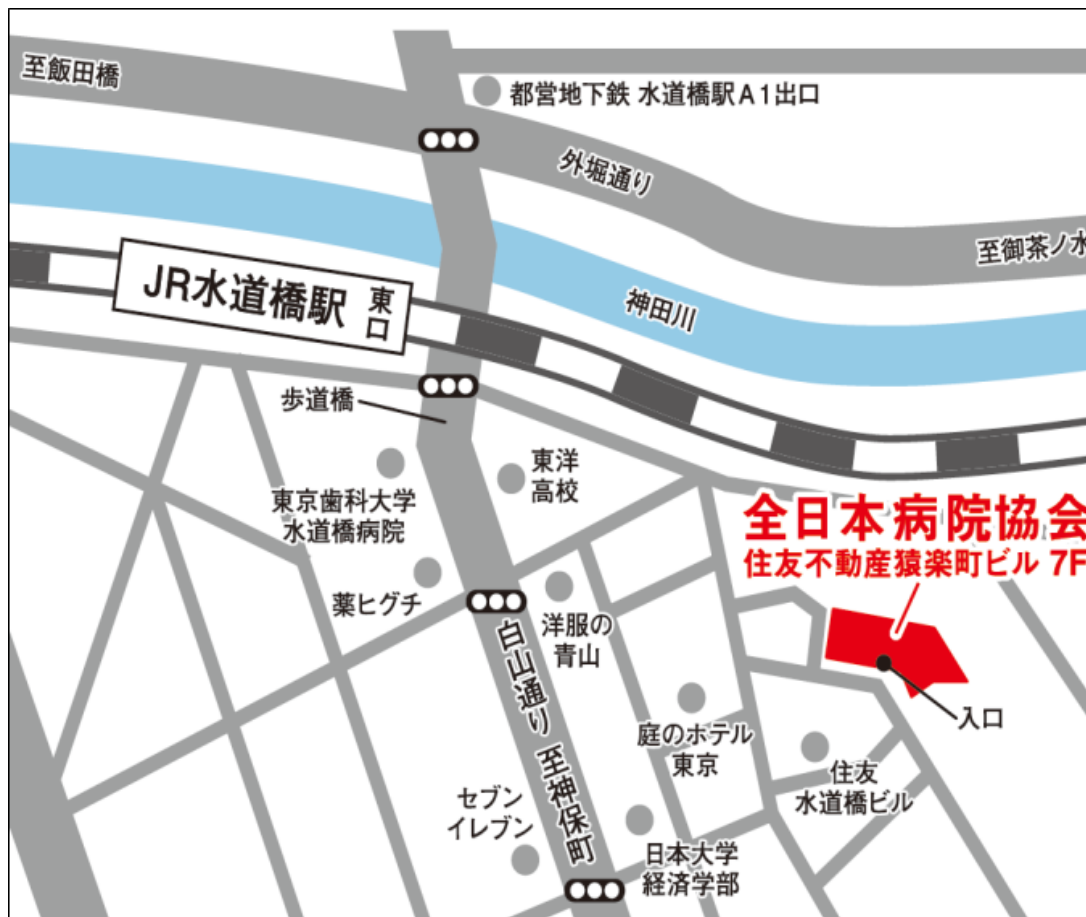 至飯田橋
都営地下鉄 水道橋駅A1出口
外堀通り
至御茶ノ水
JR水道橋駅 東口
神田川
歩道橋
東洋
高校
東京歯科大学
水道橋病院
全日本病院協会
住友不動産猿楽町ビル 7F
薬ヒグチ
洋服の
青山
白山通り 至神保町
入口
庭のホテル
東京
住友
水道橋ビル
セブン
イレブン
日本大学
経済学部